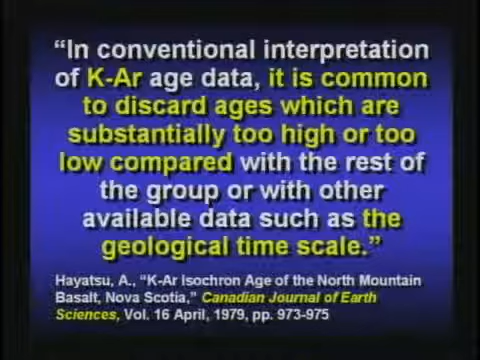 “In conventional interpretation
of K-Ar age data, it is common
to discard ages which are
substantially too high or too
low compared with the rest of
the group or with other
available data such as the
geological time scale.”
Hayatsu, A., “K-Ar Isochron Age of the North Mountain
Basalt, Nova Scotia,” Canadian Journal of Earth
Sciences, Vol. 16 April, 1979, pp. 973-975